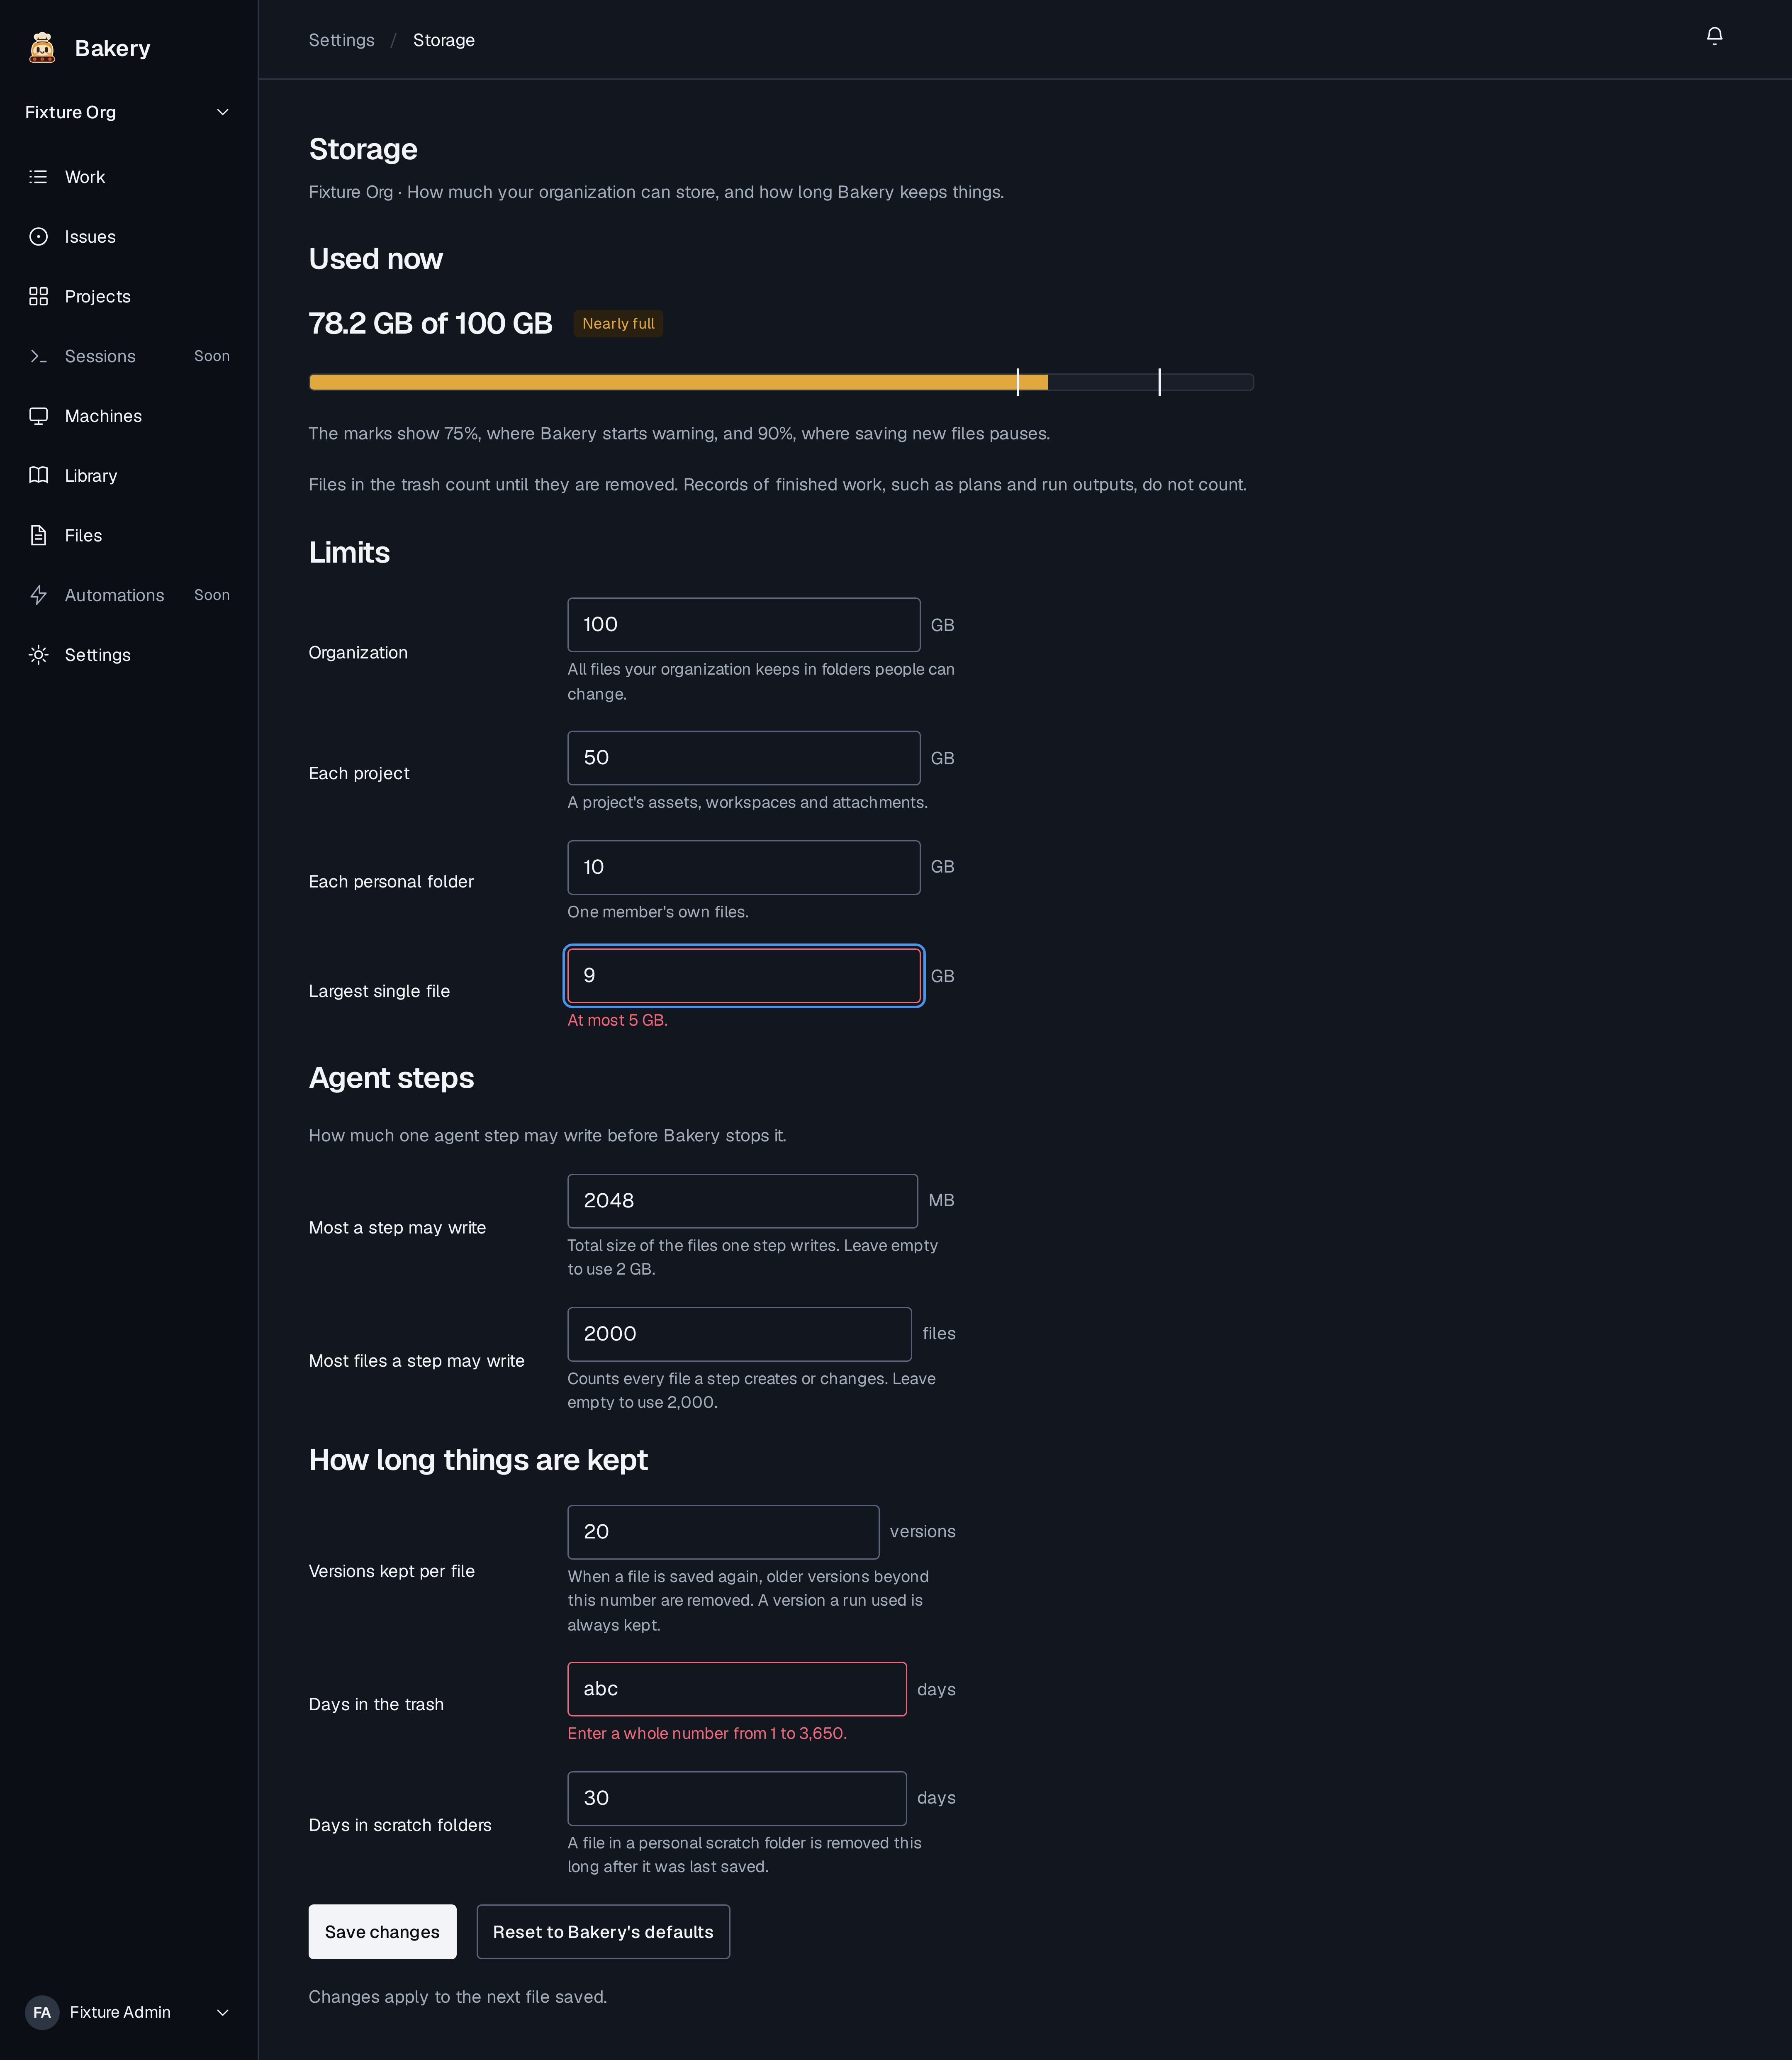 Bakery
Fixture Org
Work
Issues
Projects
Sessions Soon
Machines
Library
Files
Automations Soon
Settings
FA Fixture Admin
Settings / Storage
Storage
Fixture Org · How much your organization can store, and how long Bakery keeps things.
Used now
78.2 GB of 100 GB Nearly full
The marks show 75%, where Bakery starts warning, and 90%, where saving new files pauses.
Files in the trash count until they are removed. Records of finished work, such as plans and run outputs, do not count.
Limits
Organization
100 GB
All files your organization keeps in folders people can
change.
Each project
50 GB
A project's assets, workspaces and attachments.
Each personal folder
10 GB
One member's own files.
Largest single file
9 GB
At most 5 GB.
Agent steps
How much one agent step may write before Bakery stops it.
Most a step may write
2048 MB
Total size of the files one step writes. Leave empty
to use 2 GB.
Most files a step may write
2000 files
Counts every file a step creates or changes. Leave
empty to use 2,000.
How long things are kept
Versions kept per file
20 versions
When a file is saved again, older versions beyond
this number are removed. A version a run used is
always kept.
Days in the trash
abc days
Enter a whole number from 1 to 3,650.
Days in scratch folders
30 days
A file in a personal scratch folder is removed this
long after it was last saved.
Save changes Reset to Bakery's defaults
Changes apply to the next file saved.